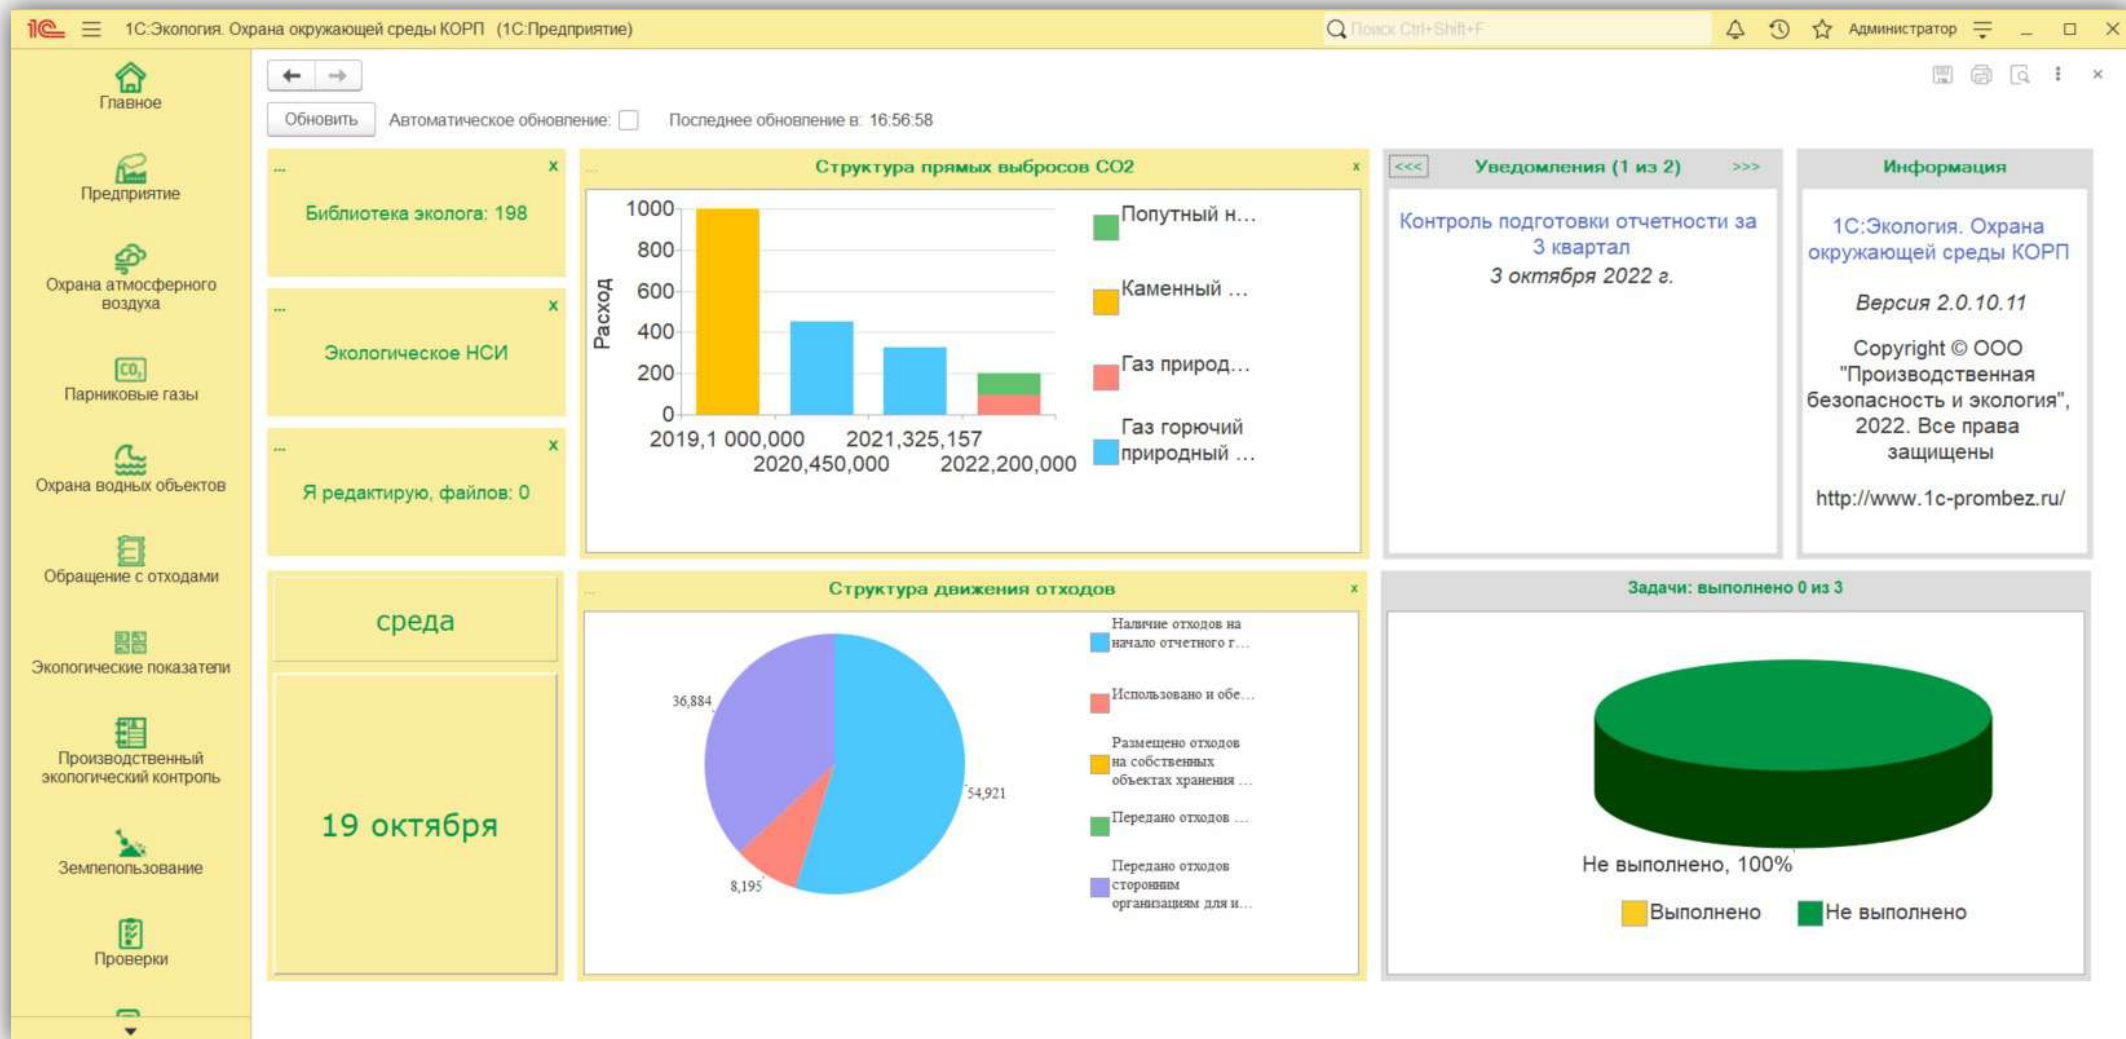 1С:Экология. Охрана окружающей среды КОРП (1С:Предприятие)
Поиск Ctrl+Shift+F
Администратор
Главное
Предприятие
Охрана атмосферного
воздуха
CO₂
Парниковые газы
Охрана водных объектов
Обращение с отходами
Экологические показатели
Производственный
экологический контроль
Землепользование
Проверки
Обновить
Автоматическое обновление:
Последнее обновление в: 16:56:58
... x
Библиотека эколога: 198
... x
Экологическое НСИ
... x
Я редактирую, файлов: 0
среда
19 октября
... Структура прямых выбросов CO2 x
Расход
1000
800
600
400
200
0
2019,1 000,000
2020,450,000
2021,325,157
2022,200,000
Попутный н...
Каменный ...
Газ природ...
Газ горючий
природный ...
<<< Уведомления (1 из 2) >>>
Контроль подготовки отчетности за
3 квартал
3 октября 2022 г.
Информация
1С:Экология. Охрана
окружающей среды КОРП
Версия 2.0.10.11
Copyright © ООО
"Производственная
безопасность и экология",
2022. Все права
защищены
http://www.1c-prombez.ru/
... Структура движения отходов x
36,884
54,921
8,195
Наличие отходов на
начало отчетного г...
Использовано и обе...
Размещено отходов
на собственных
объектах хранения ...
Передано отходов ...
Передано отходов
сторонним
организациям для и...
Задачи: выполнено 0 из 3
Не выполнено, 100%
Выполнено
Не выполнено